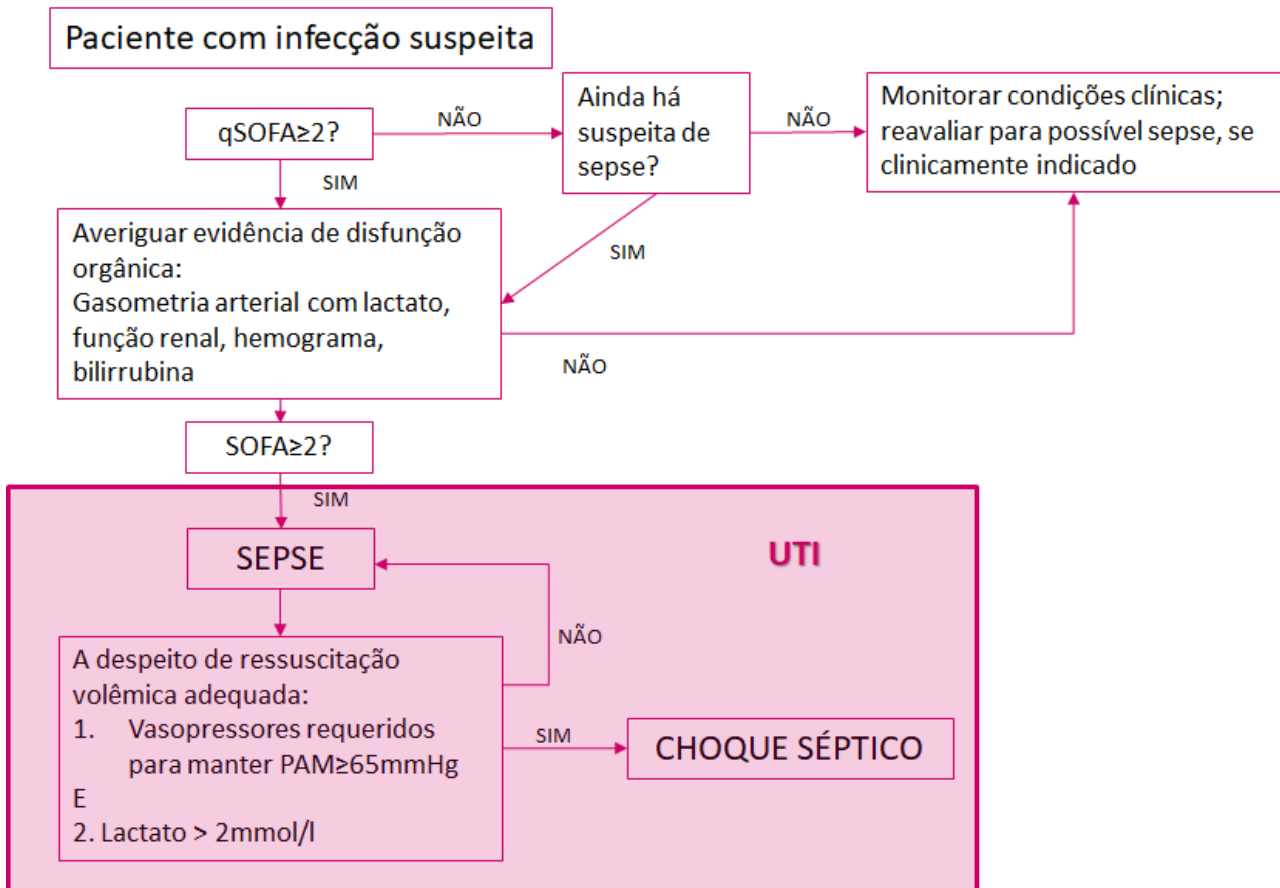 Paciente com infecção suspeita
qSOFA≥2?
NÃO
Ainda há
suspeita de
sepse?
NÃO
Monitorar condições clínicas;
reavaliar para possível sepse, se
clinicamente indicado
SIM
SIM
Averiguar evidência de disfunção
orgânica:
Gasometria arterial com lactato,
função renal, hemograma,
bilirrubina
NÃO
SOFA≥2?
SIM
SEPSE
UTI
NÃO
A despeito de ressuscitação
volêmica adequada:
1. Vasopressores requeridos
para manter PAM≥65mmHg
E
2. Lactato > 2mmol/l
SIM
CHOQUE SÉPTICO